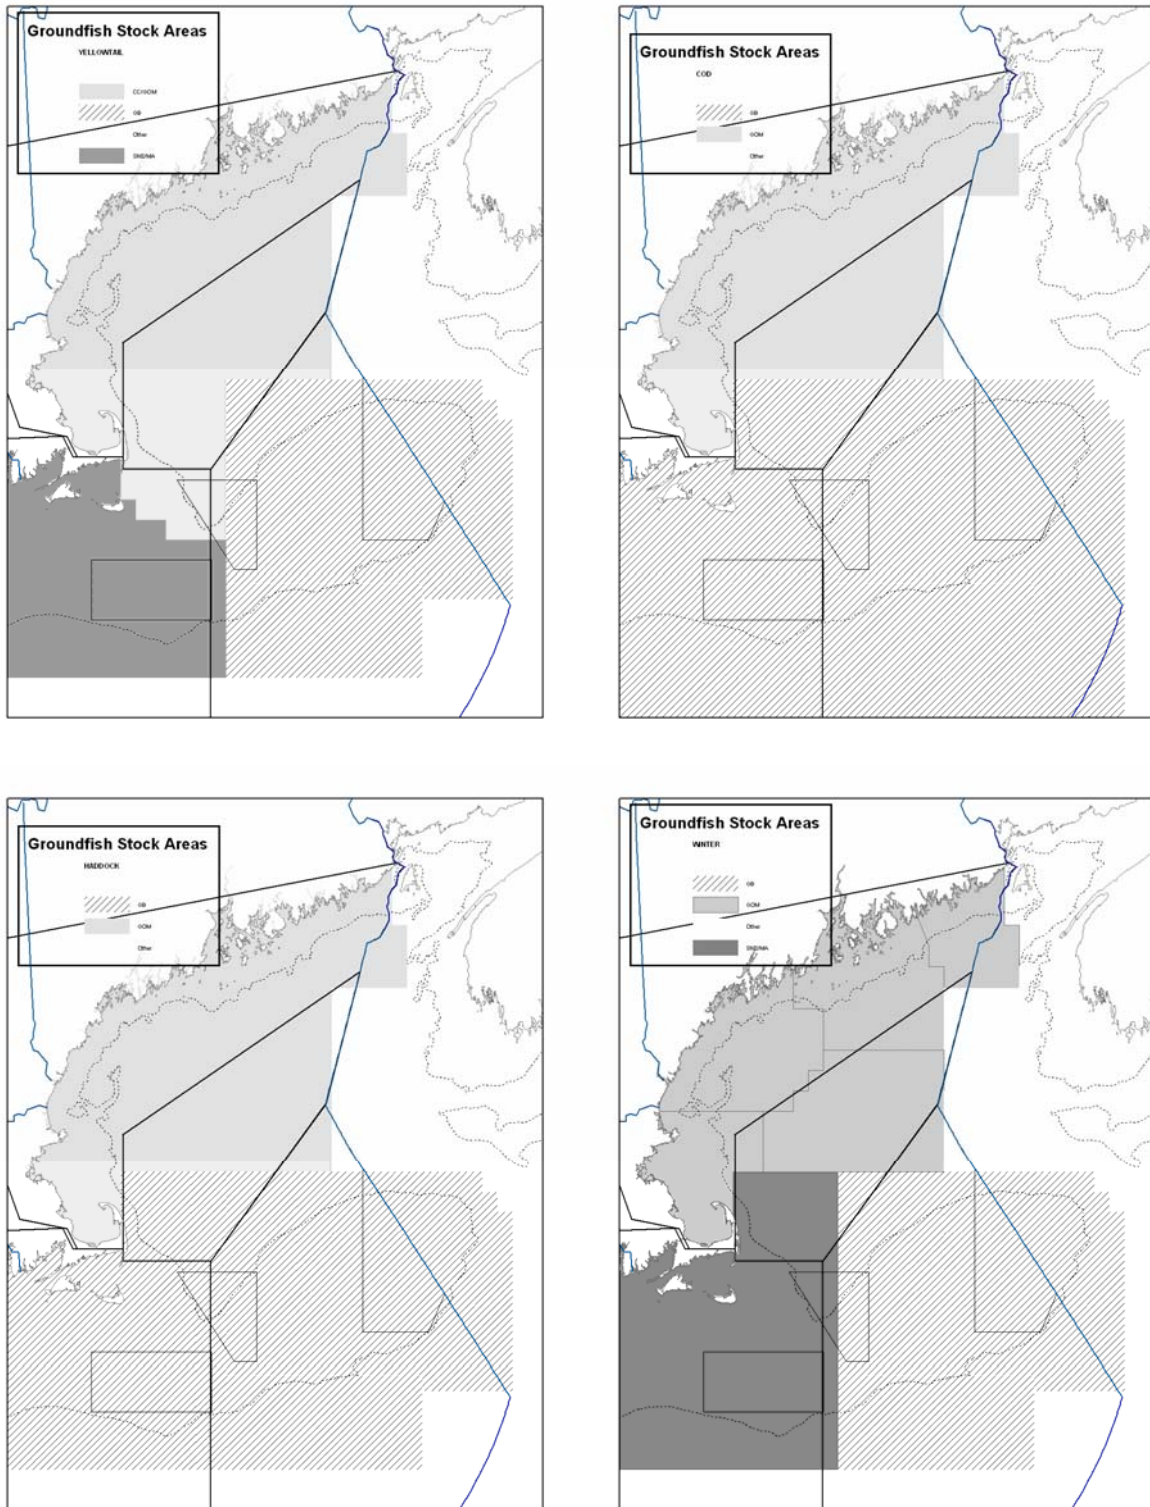 Groundfish Stock Areas
YELLOWTAIL
CC/GOM
GB
Other
SNE/MA
Groundfish Stock Areas
COD
GB
GOM
Other
Groundfish Stock Areas
HADDOCK
GB
GOM
Other
Groundfish Stock Areas
WINTER
GB
GOM
Other
SNE/MA